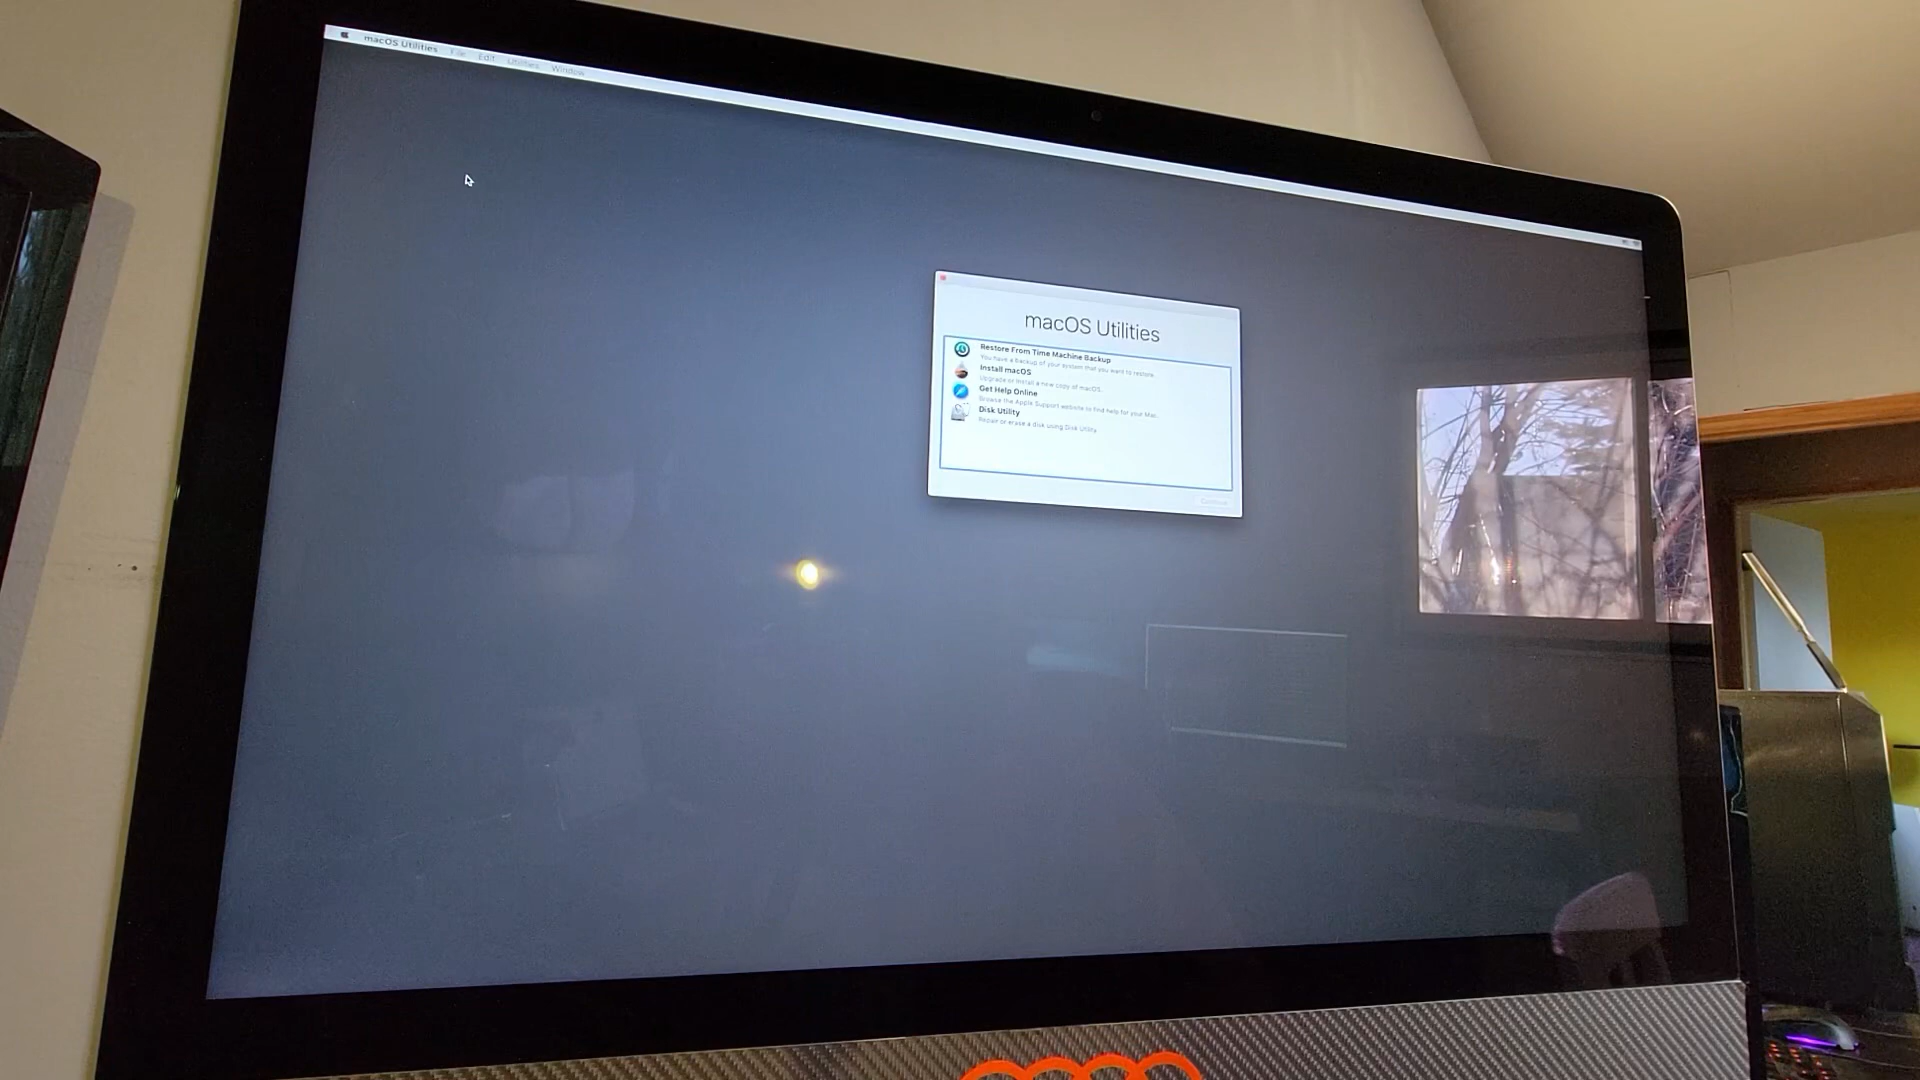 macOS Utilities File Edit Utilities Window
macOS Utilities
Restore From Time Machine Backup
You have a backup of your system that you want to restore.
Install macOS
Upgrade or install a new copy of macOS.
Get Help Online
Browse the Apple Support website to find help for your Mac.
Disk Utility
Repair or erase a disk using Disk Utility.
Continue